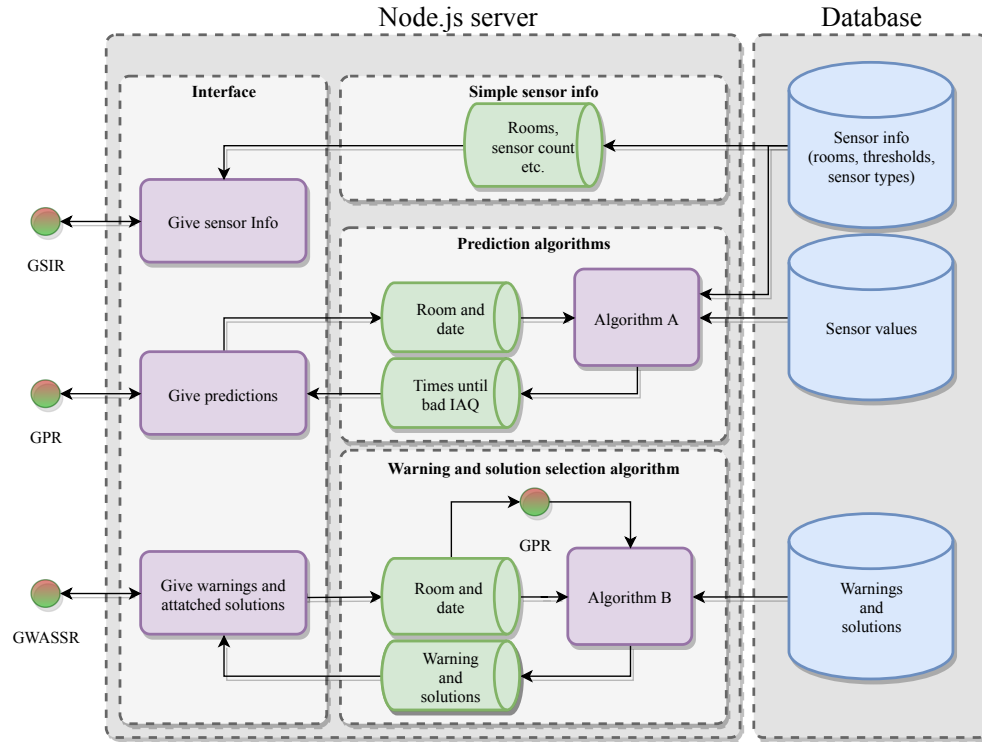 Node.js server
Database
Interface
Simple sensor info
Rooms,
sensor count
etc.
Sensor info
(rooms, thresholds,
sensor types)
Give sensor Info
GSIR
Prediction algorithms
Room and
date
Algorithm A
Sensor values
Give predictions
Times until
bad IAQ
GPR
Warning and solution selection algorithm
GPR
Give warnings and
attatched solutions
Room and
date
Algorithm B
Warnings
and
solutions
GWASSR
Warning
and
solutions